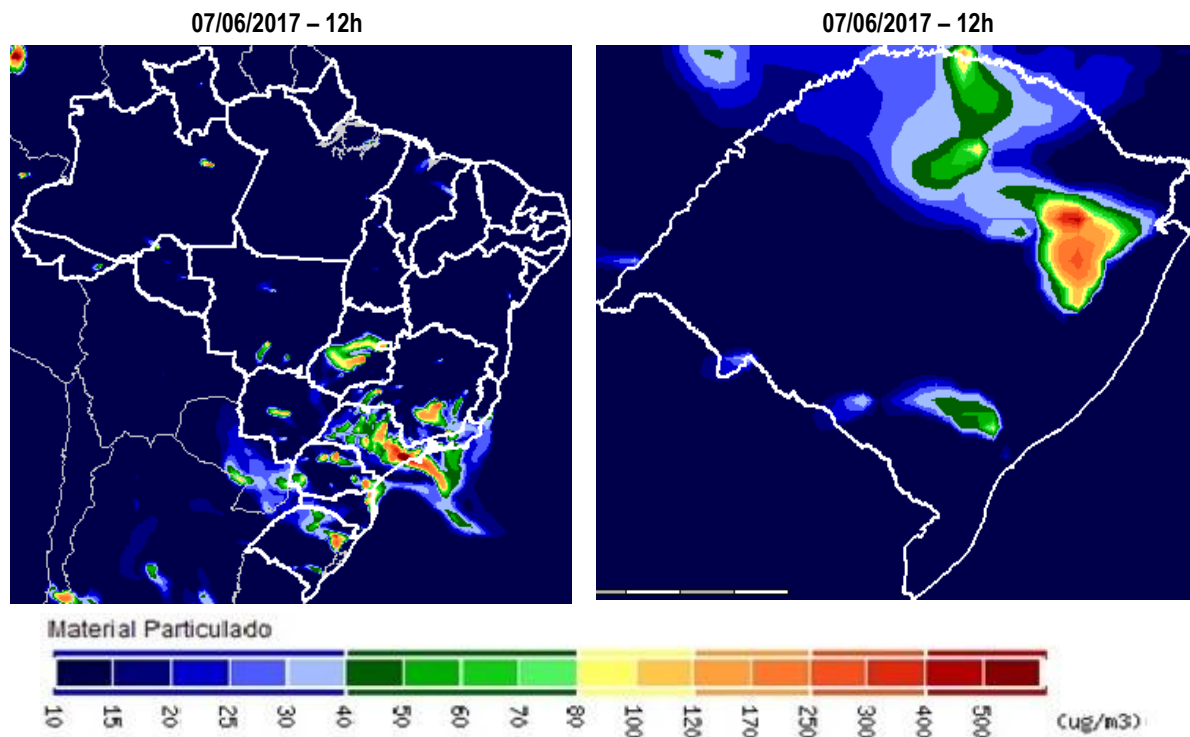 07/06/2017 – 12h
07/06/2017 – 12h
Material Particulado
10 15 20 25 30 40 50 60 70 80 100 120 170 250 300 400 500 (ug/m3)